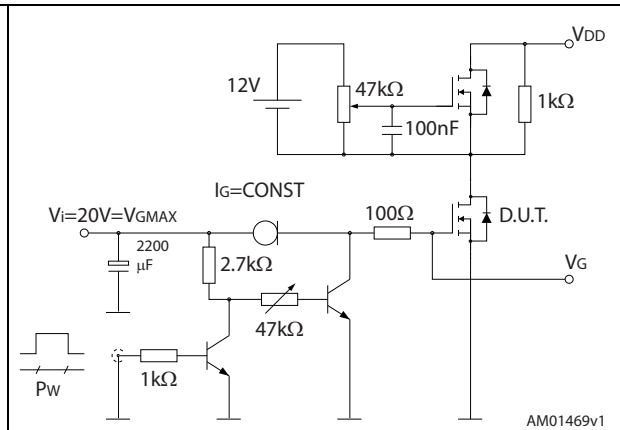 VDD
12V
47kΩ
1kΩ
100nF
IG=CONST
Vi=20V=VGMAX
100Ω
D.U.T.
2200
μF
2.7kΩ
VG
47kΩ
1kΩ
PW
AM01469v1